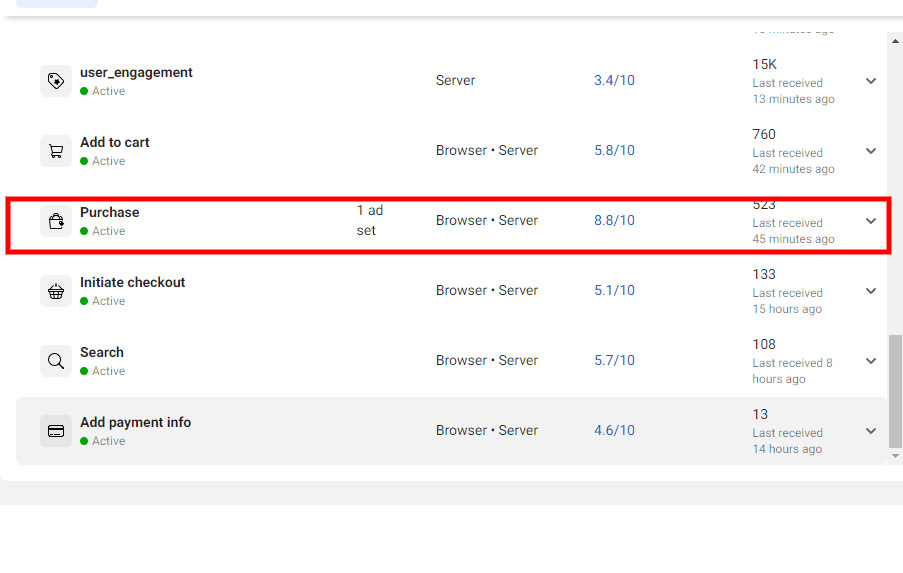 user_engagement
Active
Server
3.4/10
15K
Last received
13 minutes ago
Add to cart
Active
Browser • Server
5.8/10
760
Last received
42 minutes ago
Purchase
Active
1 ad
set
Browser • Server
8.8/10
523
Last received
45 minutes ago
Initiate checkout
Active
Browser • Server
5.1/10
133
Last received
15 hours ago
Search
Active
Browser • Server
5.7/10
108
Last received 8
hours ago
Add payment info
Active
Browser • Server
4.6/10
13
Last received
14 hours ago